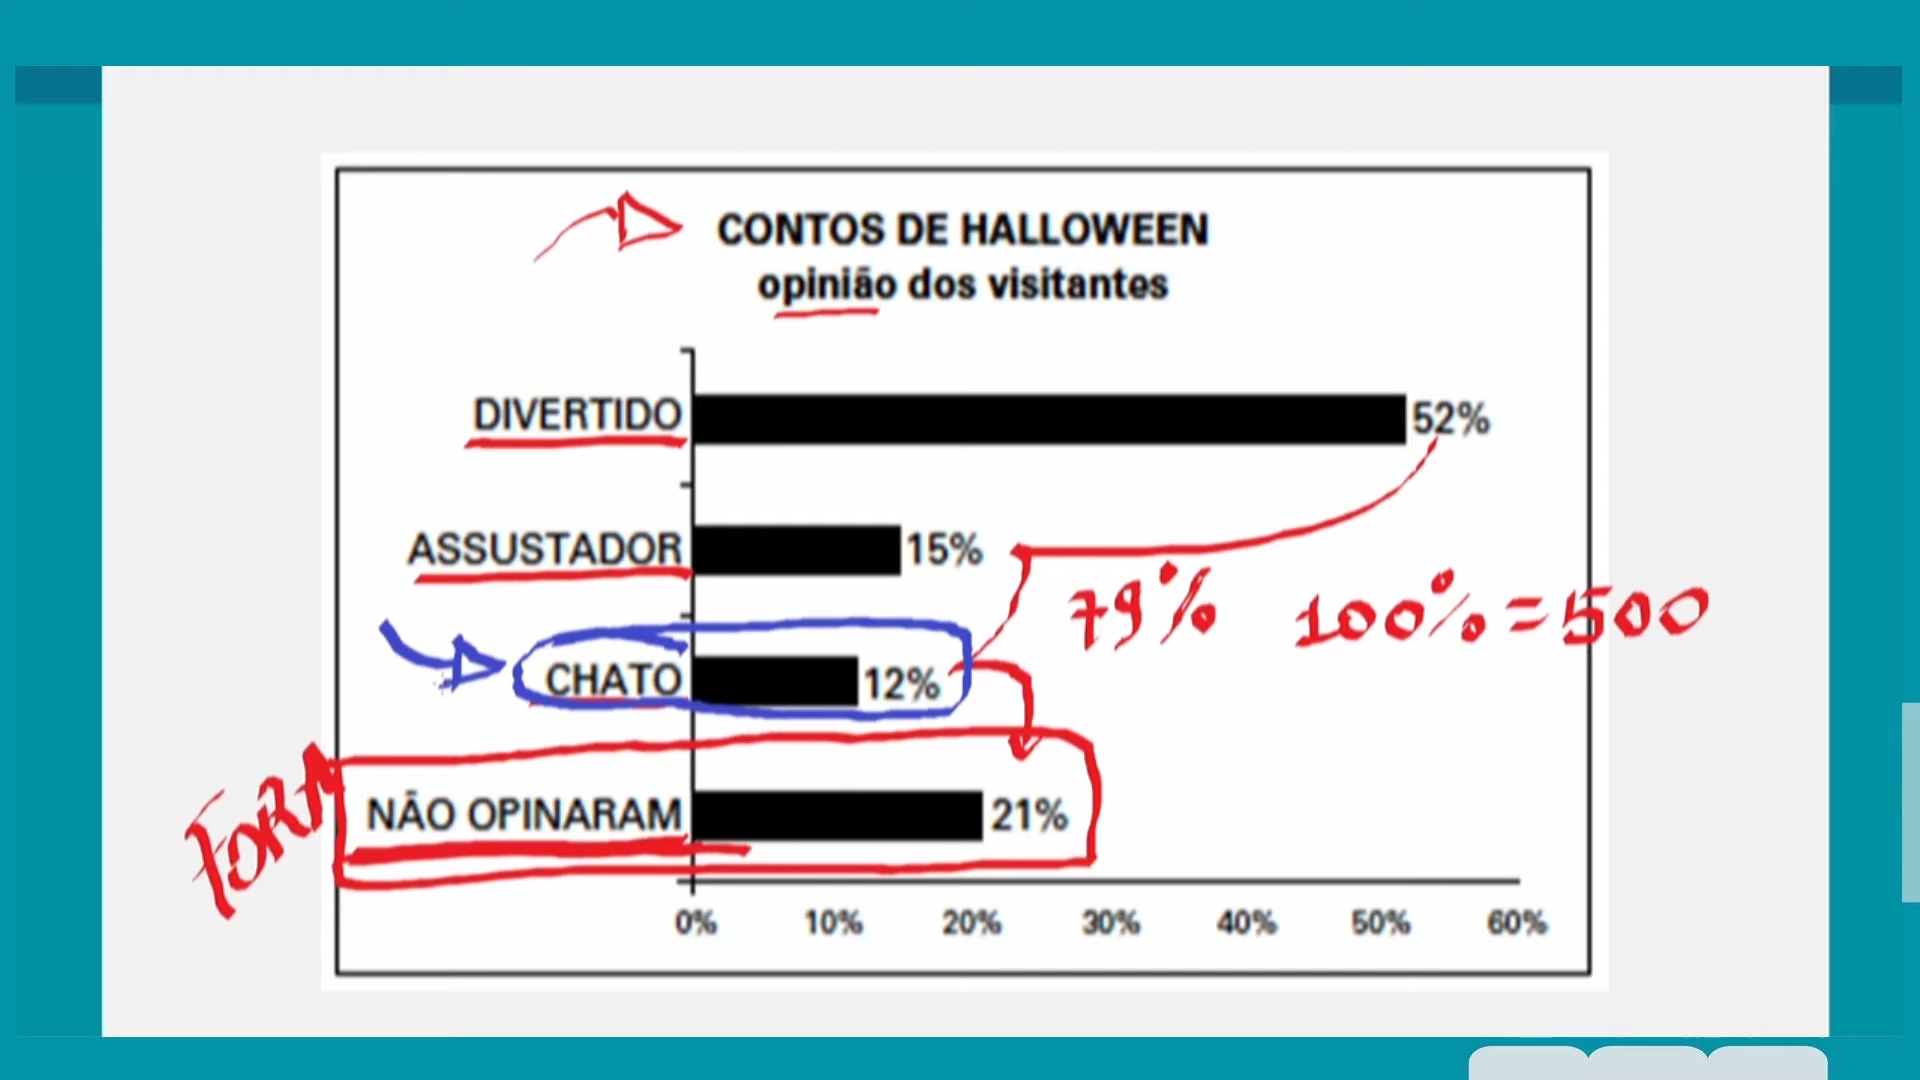 CONTOS DE HALLOWEEN
opinião dos visitantes
DIVERTIDO 52%
ASSUSTADOR 15%
79% 100% = 500
CHATO 12%
FORA
NÃO OPINARAM 21%
0% 10% 20% 30% 40% 50% 60%